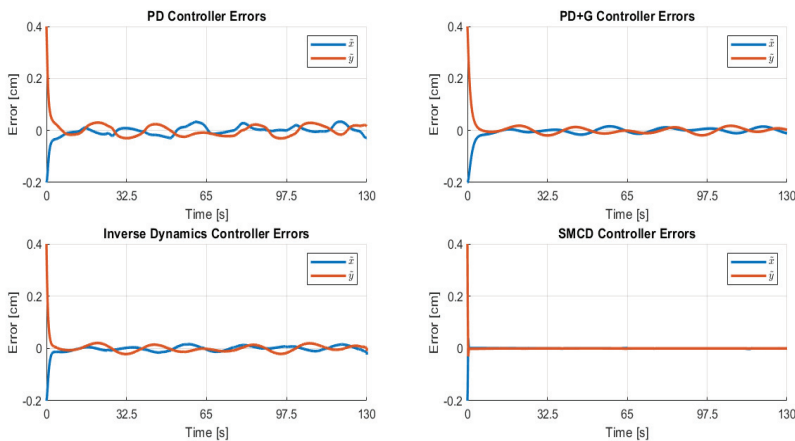 PD Controller Errors
0.4
0.2
0
-0.2
Error [cm]
x̃
ỹ
0 32.5 65 97.5 130
Time [s]
PD+G Controller Errors
0.4
0.2
0
-0.2
Error [cm]
x̃
ỹ
0 32.5 65 97.5 130
Time [s]
Inverse Dynamics Controller Errors
0.4
0.2
0
-0.2
Error [cm]
x̃
ỹ
0 32.5 65 97.5 130
Time [s]
SMCD Controller Errors
0.4
0.2
0
-0.2
Error [cm]
x̃
ỹ
0 32.5 65 97.5 130
Time [s]